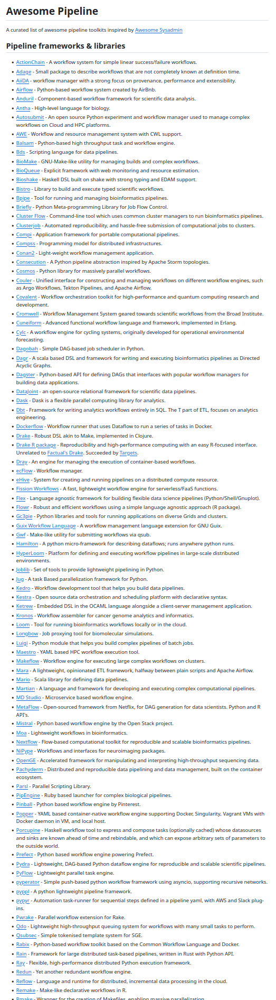 Awesome Pipeline
A curated list of awesome pipeline toolkits inspired by Awesome Sysadmin
Pipeline frameworks & libraries
ActionChain - A workflow system for simple linear success/failure workflows.
Adage - Small package to describe workflows that are not completely known at definition time.
AiiDA - workflow manager with a strong focus on provenance, performance and extensibility.
Airflow - Python-based workflow system created by AirBnb.
Anduril - Component-based workflow framework for scientific data analysis.
Antha - High-level language for biology.
Autosubmit - An open source Python experiment and workflow manager used to manage complex
workflows on Cloud and HPC platforms.
AWE - Workflow and resource management system with CWL support.
Balsam - Python-based high throughput task and workflow engine.
Bds - Scripting language for data pipelines.
BioMake - GNU-Make-like utility for managing builds and complex workflows.
BioQueue - Explicit framework with web monitoring and resource estimation.
Bioshake - Haskell DSL built on shake with strong typing and EDAM support.
Bistro - Library to build and execute typed scientific workflows.
Bpipe - Tool for running and managing bioinformatics pipelines.
Briefly - Python Meta-programming Library for Job Flow Control.
Cluster Flow - Command-line tool which uses common cluster managers to run bioinformatics pipelines.
Clusterjob - Automated reproducibility, and hassle-free submission of computational jobs to clusters.
Compi - Application framework for portable computational pipelines.
Compss - Programming model for distributed infrastructures.
Conan2 - Light-weight workflow management application.
Consecution - A Python pipeline abstraction inspired by Apache Storm topologies.
Cosmos - Python library for massively parallel workflows.
Couler - Unified interface for constructing and managing workflows on different workflow engines, such
as Argo Workflows, Tekton Pipelines, and Apache Airflow.
Covalent - Workflow orchestration toolkit for high-performance and quantum computing research and
development.
Cromwell - Workflow Management System geared towards scientific workflows from the Broad Institute.
Cuneiform - Advanced functional workflow language and framework, implemented in Erlang.
Cylc - A workflow engine for cycling systems, originally developed for operational environmental
forecasting.
Dagobah - Simple DAG-based job scheduler in Python.
Dagr - A scala based DSL and framework for writing and executing bioinformatics pipelines as Directed
Acyclic Graphs.
Dagster - Python-based API for defining DAGs that interfaces with popular workflow managers for
building data applications.
DataJoint - an open-source relational framework for scientific data pipelines.
Dask - Dask is a flexible parallel computing library for analytics.
Dbt - Framework for writing analytics workflows entirely in SQL. The T part of ETL, focuses on analytics
engineering.
Dockerflow - Workflow runner that uses Dataflow to run a series of tasks in Docker.
Drake - Robust DSL akin to Make, implemented in Clojure.
Drake R package - Reproducibility and high-performance computing with an easy R-focused interface.
Unrelated to Factual's Drake. Succeeded by Targets.
Dray - An engine for managing the execution of container-based workflows.
ecFlow - Workflow manager.
eHive - System for creating and running pipelines on a distributed compute resource.
Fission Workflows - A fast, lightweight workflow engine for serverless/FaaS functions.
Flex - Language agnostic framework for building flexible data science pipelines (Python/Shell/Gnuplot).
Flowr - Robust and efficient workflows using a simple language agnostic approach (R package).
Gc3pie - Python libraries and tools for running applications on diverse Grids and clusters.
Guix Workflow Language - A workflow management language extension for GNU Guix.
Gwf - Make-like utility for submitting workflows via qsub.
Hamilton - A python micro-framework for describing dataflows; runs anywhere python runs.
HyperLoom - Platform for defining and executing workflow pipelines in large-scale distributed
environments.
Joblib - Set of tools to provide lightweight pipelining in Python.
Jug - A task Based parallelization framework for Python.
Kedro - Workflow development tool that helps you build data pipelines.
Kestra - Open source data orchestration and scheduling platform with declarative syntax.
Ketrew - Embedded DSL in the OCAML language alongside a client-server management application.
Kronos - Workflow assembler for cancer genome analytics and informatics.
Loom - Tool for running bioinformatics workflows locally or in the cloud.
Longbow - Job proxying tool for biomolecular simulations.
Luigi - Python module that helps you build complex pipelines of batch jobs.
Maestro - YAML based HPC workflow execution tool.
Makeflow - Workflow engine for executing large complex workflows on clusters.
Mara - A lightweight, opinionated ETL framework, halfway between plain scripts and Apache Airflow.
Mario - Scala library for defining data pipelines.
Martian - A language and framework for developing and executing complex computational pipelines.
MD Studio - Microservice based workflow engine.
MetaFlow - Open-sourced framework from Netflix, for DAG generation for data scientists. Python and R
API's.
Mistral - Python based workflow engine by the Open Stack project.
Moa - Lightweight workflows in bioinformatics.
Nextflow - Flow-based computational toolkit for reproducible and scalable bioinformatics pipelines.
NiPype - Workflows and interfaces for neuroimaging packages.
OpenGE - Accelerated framework for manipulating and interpreting high-throughput sequencing data.
Pachyderm - Distributed and reproducible data pipelining and data management, built on the container
ecosystem.
Parsl - Parallel Scripting Library.
PipEngine - Ruby based launcher for complex biological pipelines.
Pinball - Python based workflow engine by Pinterest.
Popper - YAML based container-native workflow engine supporting Docker, Singularity, Vagrant VMs with
Docker daemon in VM, and local host.
Porcupine - Haskell workflow tool to express and compose tasks (optionally cached) whose datasources
and sinks are known ahead of time and rebindable, and which can expose arbitrary sets of parameters to
the outside world.
Prefect - Python based workflow engine powering Prefect.
Pydra - Lightweight, DAG-based Python dataflow engine for reproducible and scalable scientific pipelines.
PyFlow - Lightweight parallel task engine.
pyperator - Simple push-based python workflow framework using asyncio, supporting recursive networks.
pyppl - A python lightweight pipeline framework.
pypyr - Automation task-runner for sequential steps defined in a pipeline yaml, with AWS and Slack plug-
ins.
Pwrake - Parallel workflow extension for Rake.
Qdo - Lightweight high-throughput queuing system for workflows with many small tasks to perform.
Qsubsec - Simple tokenised template system for SGE.
Rabix - Python-based workflow toolkit based on the Common Workflow Language and Docker.
Rain - Framework for large distributed task-based pipelines, written in Rust with Python API.
Ray - Flexible, high-performance distributed Python execution framework.
Redun - Yet another redundant workflow engine.
Reflow - Language and runtime for distributed, incremental data processing in the cloud.
Remake - Make-like declarative workflows in R.
Rmake - Wrapper for the creation of Makefiles, enabling massive parallelization.